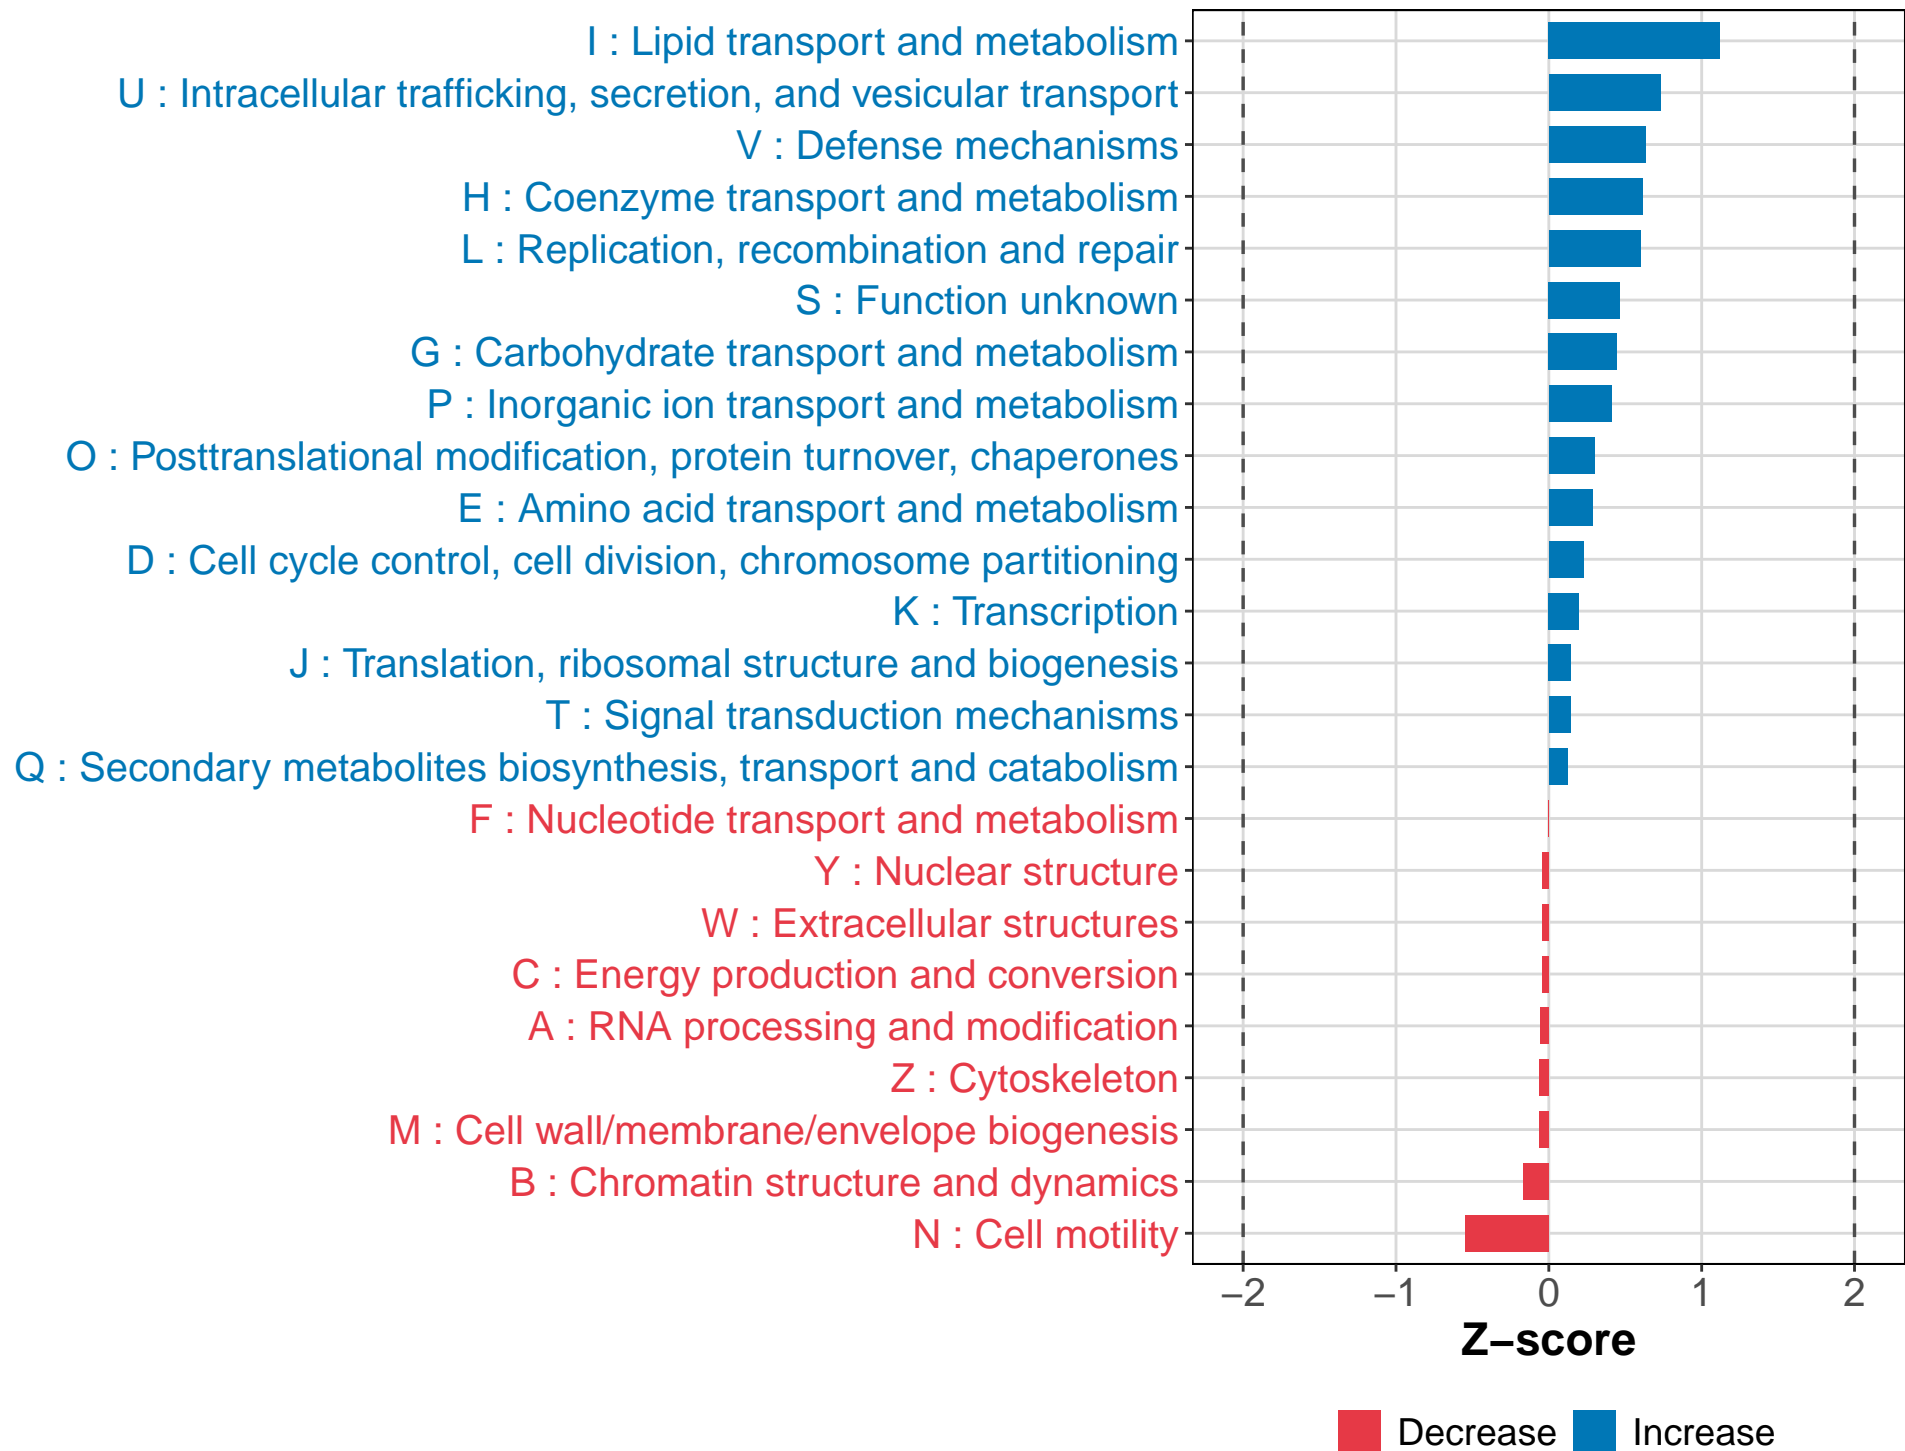 I : Lipid transport and metabolism
U : Intracellular trafficking, secretion, and vesicular transport
V : Defense mechanisms
H : Coenzyme transport and metabolism
L : Replication, recombination and repair
S : Function unknown
G : Carbohydrate transport and metabolism
P : Inorganic ion transport and metabolism
O : Posttranslational modification, protein turnover, chaperones
E : Amino acid transport and metabolism
D : Cell cycle control, cell division, chromosome partitioning
K : Transcription
J : Translation, ribosomal structure and biogenesis
T : Signal transduction mechanisms
Q : Secondary metabolites biosynthesis, transport and catabolism
F : Nucleotide transport and metabolism
Y : Nuclear structure
W : Extracellular structures
C : Energy production and conversion
A : RNA processing and modification
Z : Cytoskeleton
M : Cell wall/membrane/envelope biogenesis
B : Chromatin structure and dynamics
N : Cell motility
−2 −1 0 1 2
Z−score
Decrease Increase